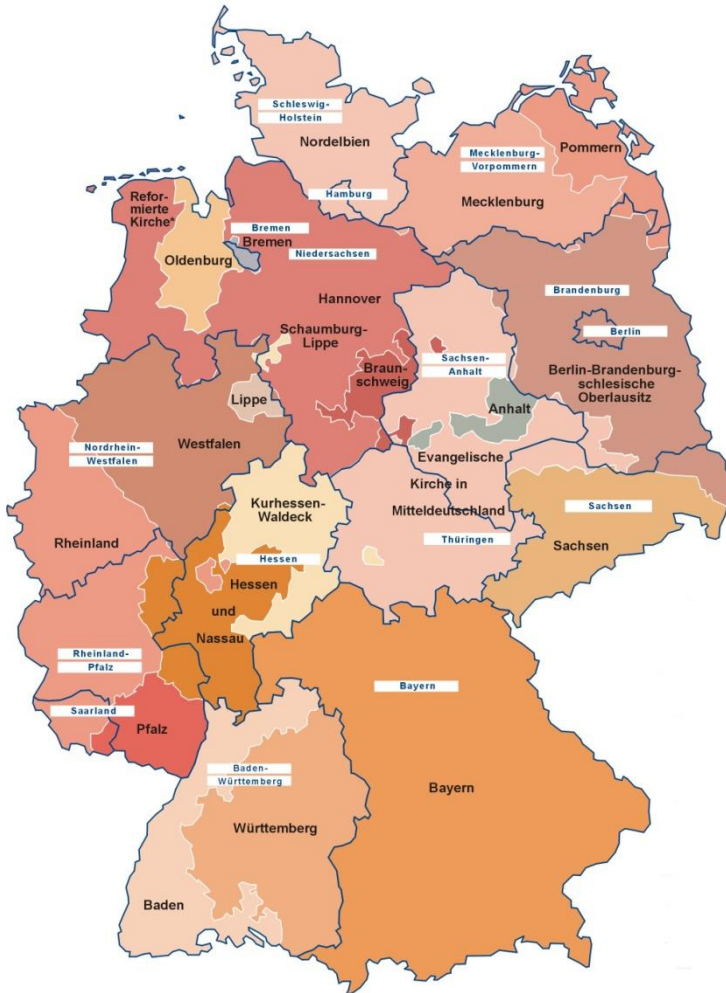 Schleswig-
Holstein
Nordelbien
Hamburg
Mecklenburg-
Vorpommern
Pommern
Mecklenburg
Refor-
mierte
Kirche*
Oldenburg
Bremen
Bremen
Niedersachsen
Hannover
Schaumburg-
Lippe
Braun-
schweig
Brandenburg
Berlin
Berlin-Brandenburg-
schlesische
Oberlausitz
Sachsen-
Anhalt
Anhalt
Evangelische
Kirche in
Mitteldeutschland
Lippe
Westfalen
Nordrhein-
Westfalen
Rheinland
Kurhessen-
Waldeck
Hessen
Hessen
und
Nassau
Thüringen
Sachsen
Sachsen
Rheinland-
Pfalz
Saarland
Pfalz
Bayern
Bayern
Baden-
Württemberg
Württemberg
Baden